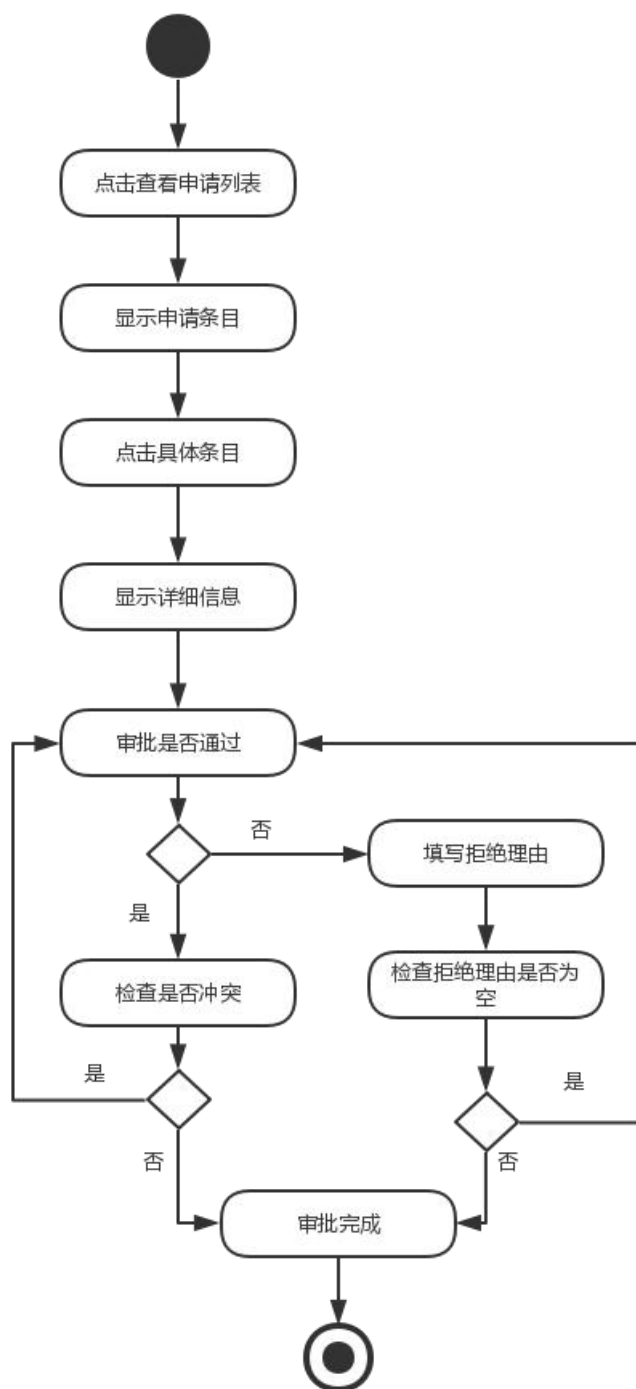 点击查看申请列表
显示申请条目
点击具体条目
显示详细信息
审批是否通过
否
填写拒绝理由
是
检查拒绝理由是否为
空
检查是否冲突
是
是
否
否
审批完成